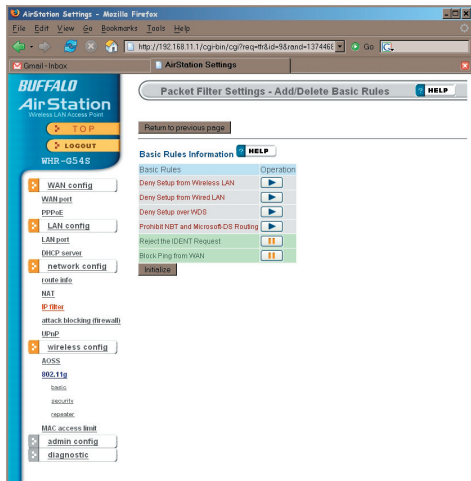 AirStation Settings - Mozilla Firefox
File Edit View Go Bookmarks Tools Help
http://192.168.11.1/cgi-bin/cgi?req=tfr&id=9&rand=1374468 Go
Gmail - Inbox
AirStation Settings
BUFFALO
AirStation
Wireless LAN Access Point
TOP
LOGOUT
WHR-G54S
WAN config
WAN port
PPPoE
LAN config
LAN port
DHCP server
network config
route info
NAT
IP filter
attack blocking (firewall)
UPnP
wireless config
AOSS
802.11g
basic
security
repeater
MAC access limit
admin config
diagnostic
Packet Filter Settings - Add/Delete Basic Rules
HELP
Return to previous page
Basic Rules Information HELP
Basic Rules Operation
Deny Setup from Wireless LAN
Deny Setup from Wired LAN
Deny Setup over WDS
Prohibit NBT and Microsoft-DS Routing
Reject the IDENT Request
Block Ping from WAN
Initialize